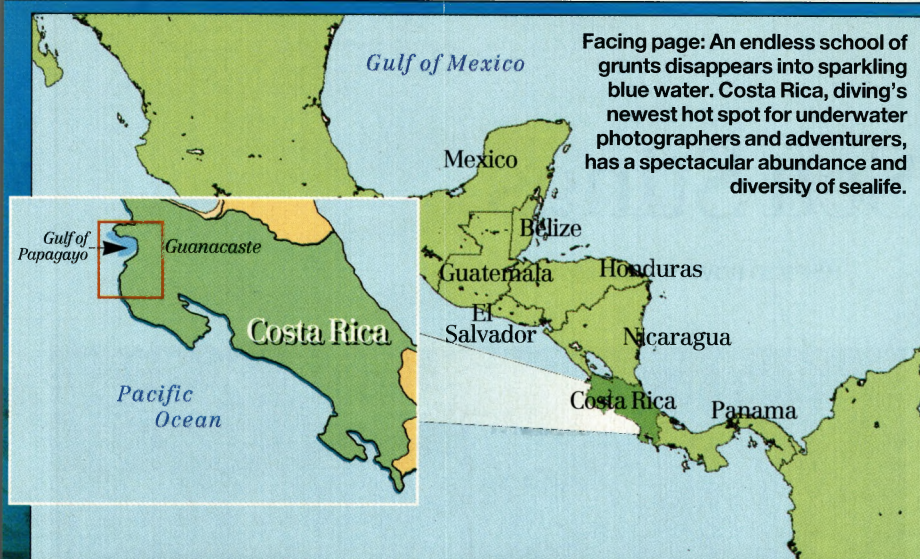 Gulf of Mexico
Facing page: An endless school of
grunts disappears into sparkling
blue water. Costa Rica, diving's
newest hot spot for underwater
photographers and adventurers,
has a spectacular abundance and
diversity of sealife.
Mexico
Belize
Guatemala
Honduras
El
Salvador
Nicaragua
Costa Rica
Panama
Gulf of
Papagayo
Guanacaste
Costa Rica
Pacific
Ocean